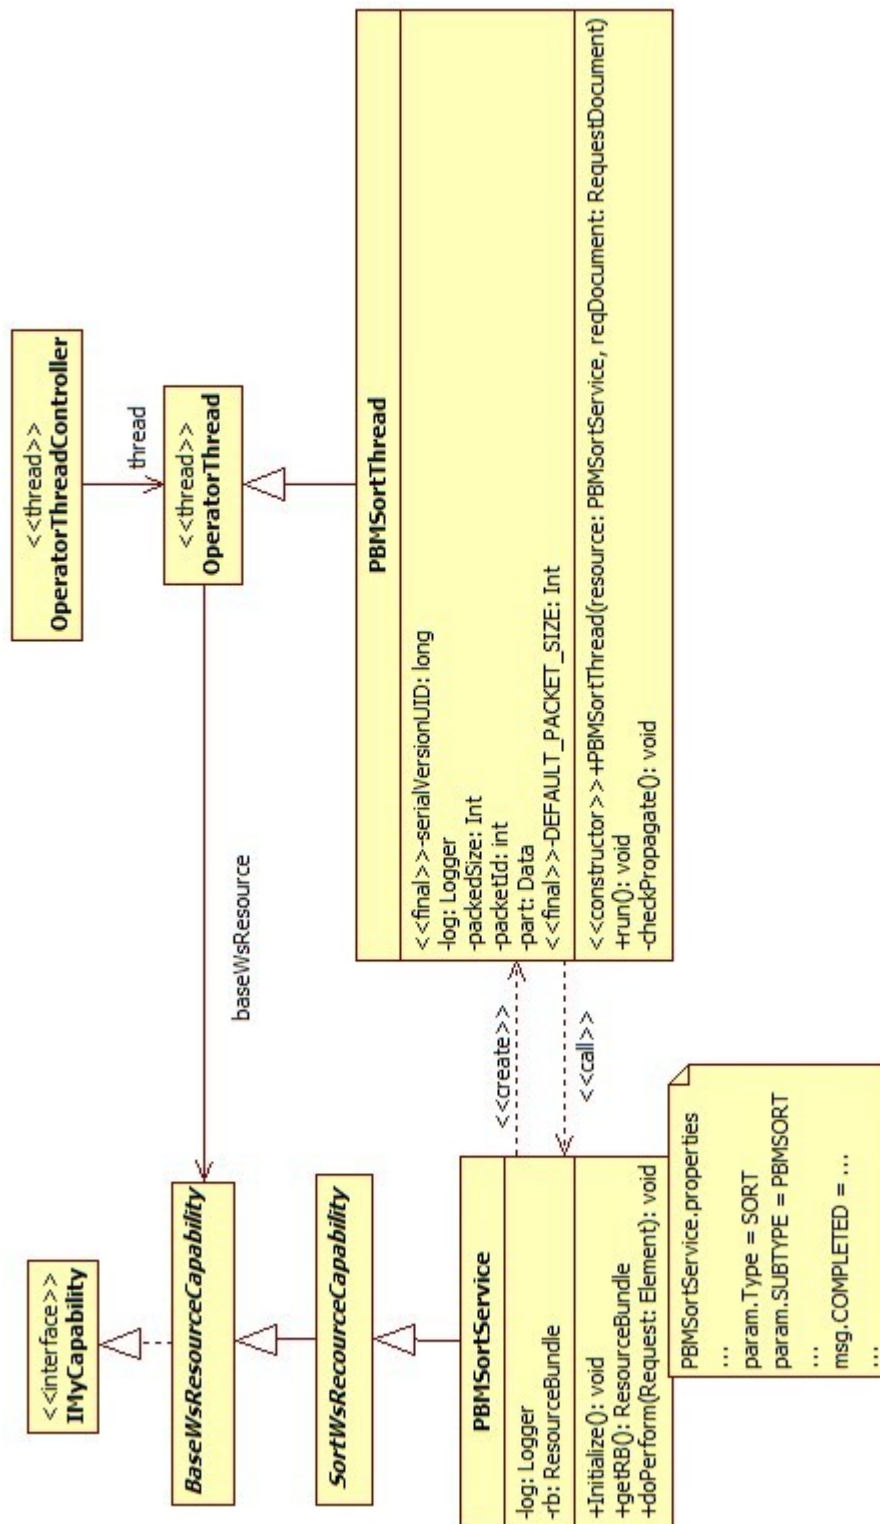 <<interface>>
IMyCapability
BaseWsResourceCapability
SortWsRecourceCapability
PBMSortService
-log: Logger
-rb: ResourceBundle
+Initialize(): void
+getRB(): ResourceBundle
+doPerform(Request: Element): void
PBMSortService.properties
...
param.Type = SORT
param.SUBTYPE = PBMSORT
...
msg.COMPLETED = ...
...
baseWsResource
<<create>>
<<call>>
<<thread>>
OperatorThreadController
thread
<<thread>>
OperatorThread
PBMSortThread
<<final>>-serialVersionUID: long
-log: Logger
-packedSize: Int
-packetId: int
-part: Data
<<final>>-DEFAULT_PACKET_SIZE: Int
<<constructor>>+PBMSortThread(resource: PBMSortService, reqDocument: RequestDocument)
+run(): void
-checkPropagate(): void